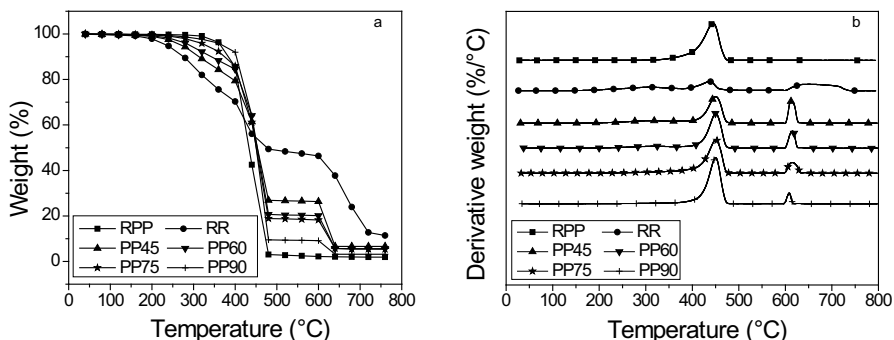 a
Weight (%)
100
80
60
40
20
0
RPP RR
PP45 PP60
PP75 PP90
0 100 200 300 400 500 600 700 800
Temperature (°C)
b
Derivative weight (%/°C)
RPP RR
PP45 PP60
PP75 PP90
0 100 200 300 400 500 600 700 800
Temperature (°C)